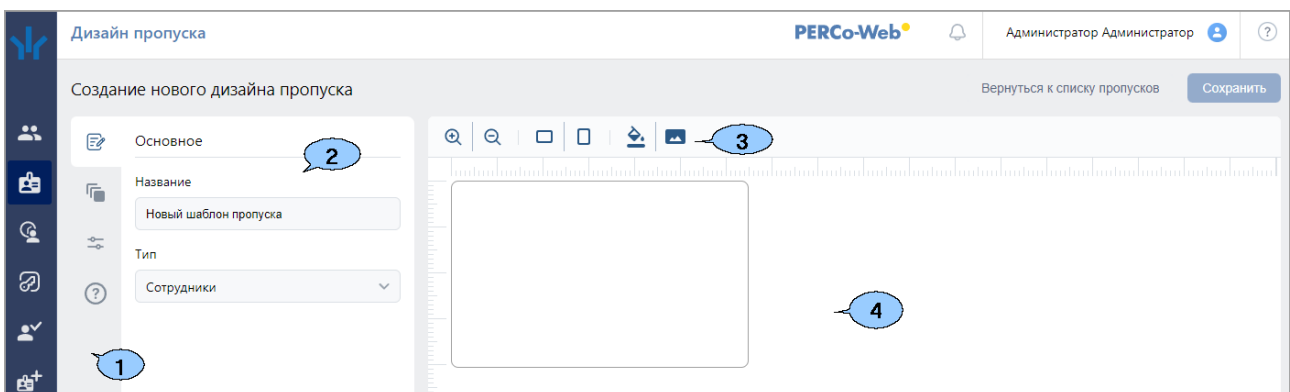 Дизайн пропуска
PERCo-Web
Администратор Администратор
?
Создание нового дизайна пропуска
Вернуться к списку пропусков
Сохранить
Основное
2
3
Название
Новый шаблон пропуска
Тип
Сотрудники
?
4
1